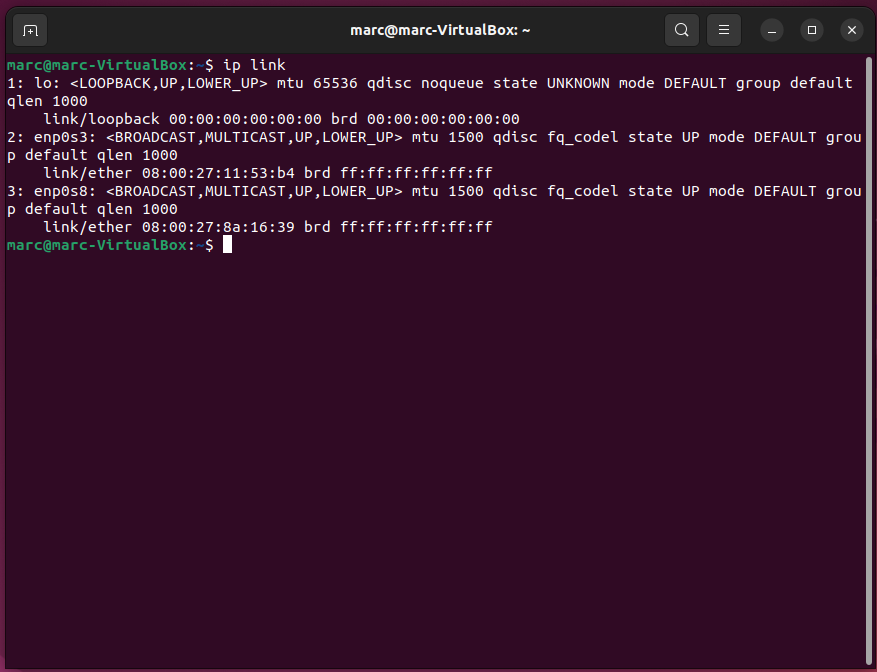 marc@marc-VirtualBox: ~
marc@marc-VirtualBox:~$ ip link
1: lo: <LOOPBACK,UP,LOWER_UP> mtu 65536 qdisc noqueue state UNKNOWN mode DEFAULT group default
qlen 1000
    link/loopback 00:00:00:00:00:00 brd 00:00:00:00:00:00
2: enp0s3: <BROADCAST,MULTICAST,UP,LOWER_UP> mtu 1500 qdisc fq_codel state UP mode DEFAULT grou
p default qlen 1000
    link/ether 08:00:27:11:53:b4 brd ff:ff:ff:ff:ff:ff
3: enp0s8: <BROADCAST,MULTICAST,UP,LOWER_UP> mtu 1500 qdisc fq_codel state UP mode DEFAULT grou
p default qlen 1000
    link/ether 08:00:27:8a:16:39 brd ff:ff:ff:ff:ff:ff
marc@marc-VirtualBox:~$